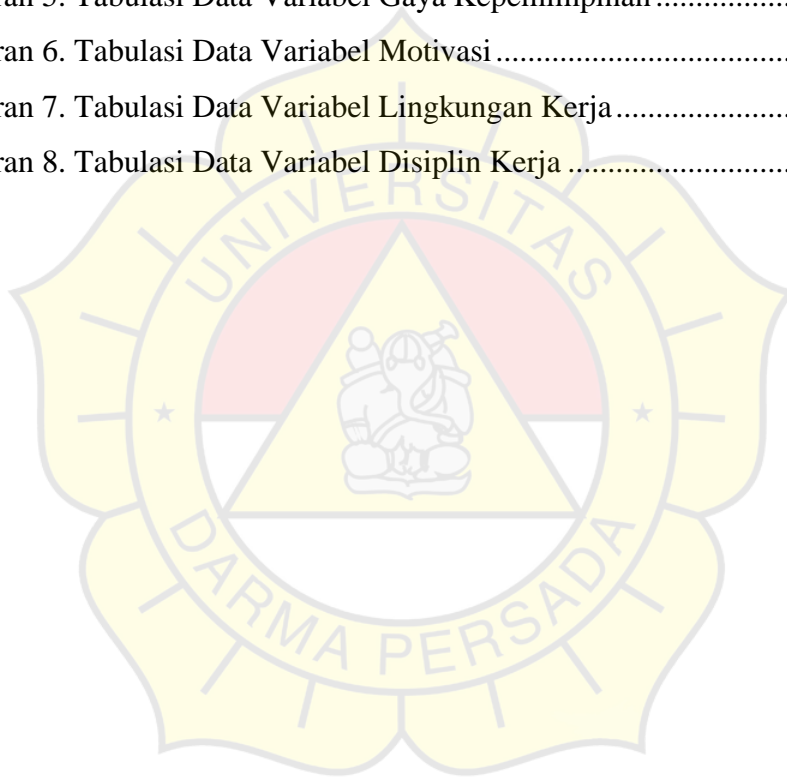 ran 5. Tabulasi Data Variabel Gaya Kepemimpinan................
ran 6. Tabulasi Data Variabel Motivasi....................................
ran 7. Tabulasi Data Variabel Lingkungan Kerja.....................
ran 8. Tabulasi Data Variabel Disiplin Kerja ...........................
UNIVERSITAS
DARMA PERSADA